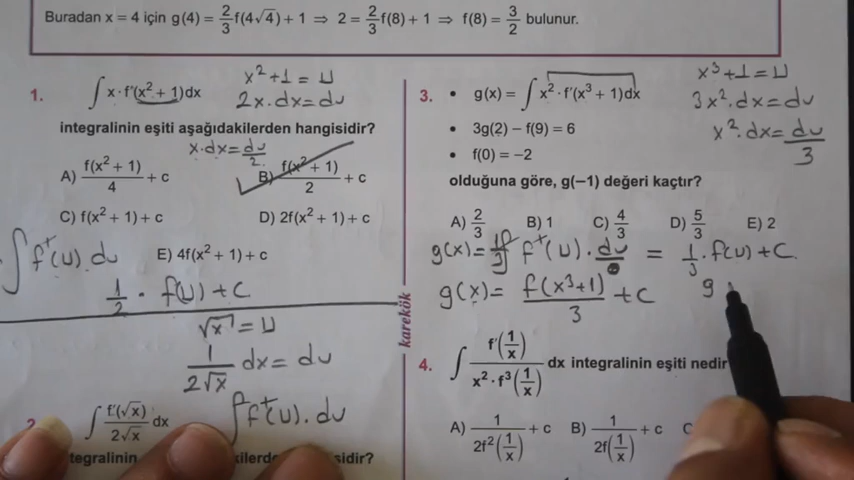 Buradan x = 4 için g(4) = 2/3 f(4√4) + 1 ⇒ 2 = 2/3 f(8) + 1 ⇒ f(8) = 3/2 bulunur.
1. ∫ x · f'(x² + 1)dx
x² + 1 = U
2x · dx = du
integralinin eşiti aşağıdakilerden hangisidir?
x · dx = du/2
A) f(x² + 1)/4 + c B) f(x² + 1)/2 + c
C) f(x² + 1) + c D) 2f(x² + 1) + c
E) 4f(x² + 1) + c
∫ f'(U) du
1/2 · f(U) + c
√x = U
1/(2√x) dx = du
2. ∫ f'(√x)/(2√x) dx
∫ f'(U) · du
karekök
3. • g(x) = ∫ x² · f'(x³ + 1)dx
x³ + 1 = U
3x² · dx = du
x² · dx = du/3
• 3g(2) − f(9) = 6
• f(0) = −2
olduğuna göre, g(−1) değeri kaçtır?
A) 2/3 B) 1 C) 4/3 D) 5/3 E) 2
g(x) = 1/3 ∫ f'(U) · du = 1/3 · f(U) + C
g(x) = f(x³+1)/3 + C
g
4. ∫ f'(1/x)/(x² · f³(1/x)) dx integralinin eşiti nedir
A) 1/(2f²(1/x)) + c B) 1/(2f(1/x)) + c C